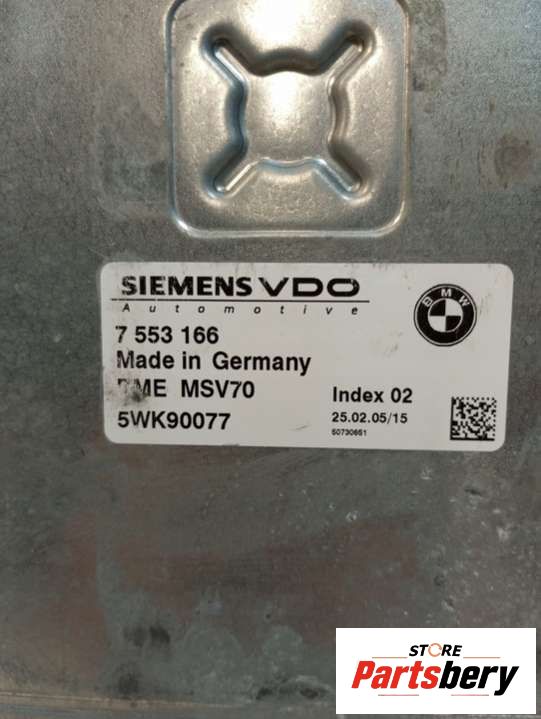 SIEMENS VDO
Automotive
BMW
7 553 166
Made in Germany
MSV70
Index 02
5WK90077
25.02.05/15
60730661
STORE
Partsbery